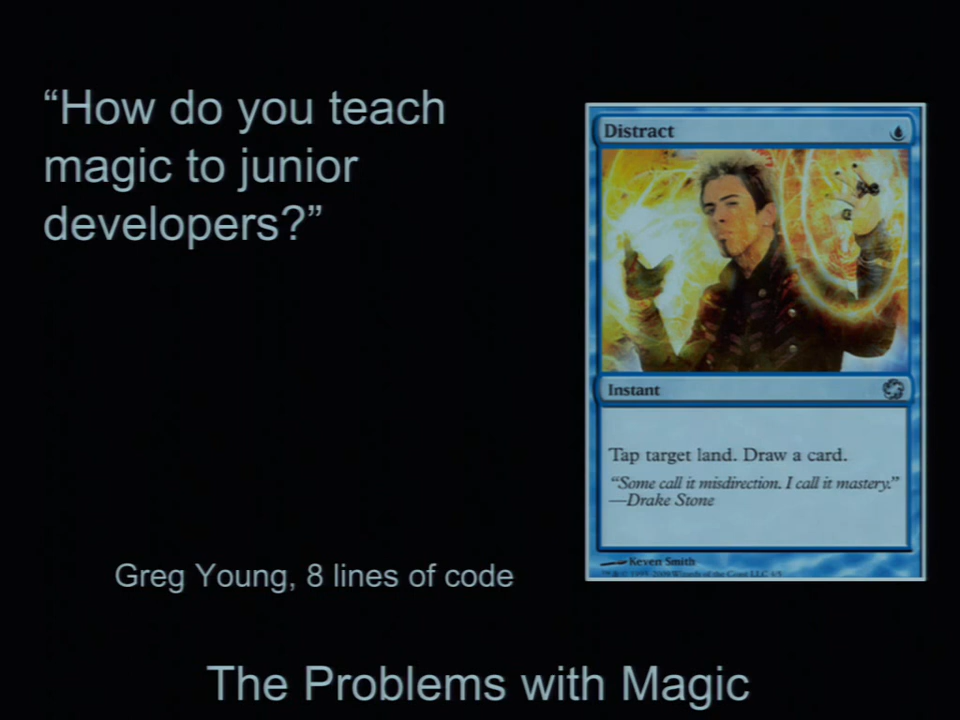 “How do you teach
magic to junior
developers?”
Distract
Instant
Tap target land. Draw a card.
“Some call it misdirection. I call it mastery.”
—Drake Stone
Keven Smith
Greg Young, 8 lines of code
The Problems with Magic